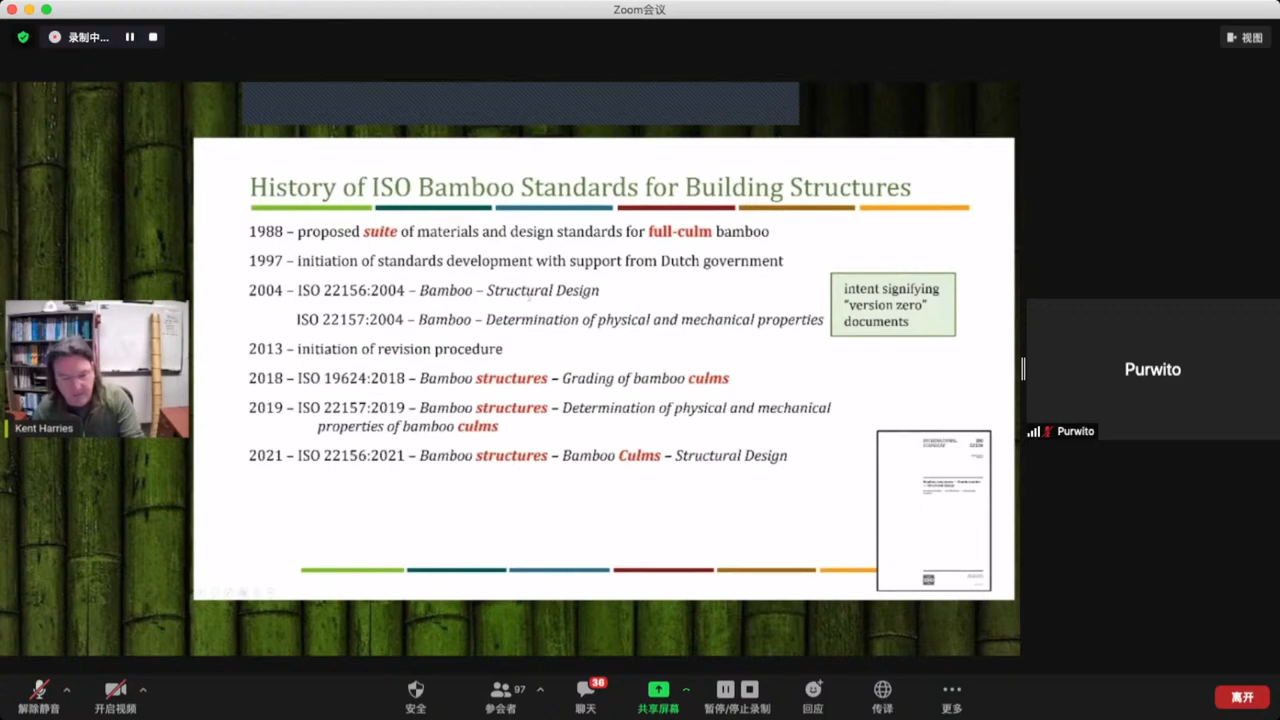 Zoom会议
录制中...
视图
History of ISO Bamboo Standards for Building Structures
1988 – proposed suite of materials and design standards for full-culm bamboo
1997 – initiation of standards development with support from Dutch government
2004 – ISO 22156:2004 – Bamboo – Structural Design
ISO 22157:2004 – Bamboo – Determination of physical and mechanical properties
intent signifying
“version zero”
documents
2013 – initiation of revision procedure
2018 – ISO 19624:2018 – Bamboo structures – Grading of bamboo culms
2019 – ISO 22157:2019 – Bamboo structures – Determination of physical and mechanical
properties of bamboo culms
2021 – ISO 22156:2021 – Bamboo structures – Bamboo Culms – Structural Design
Kent Harries
Purwito
Purwito
解除静音
开启视频
安全
97
参会者
36
聊天
共享屏幕
暂停/停止录制
回应
传译
更多
离开